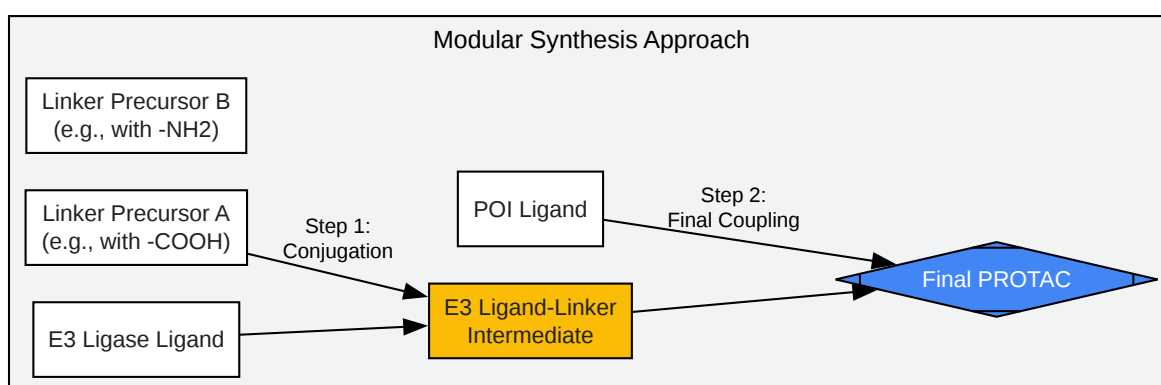 Modular Synthesis Approach
Linker Precursor B
(e.g., with -NH2)
Linker Precursor A
(e.g., with -COOH)
Step 1:
Conjugation
E3 Ligase Ligand
POI Ligand
Step 2:
Final Coupling
E3 Ligand-Linker
Intermediate
Final PROTAC